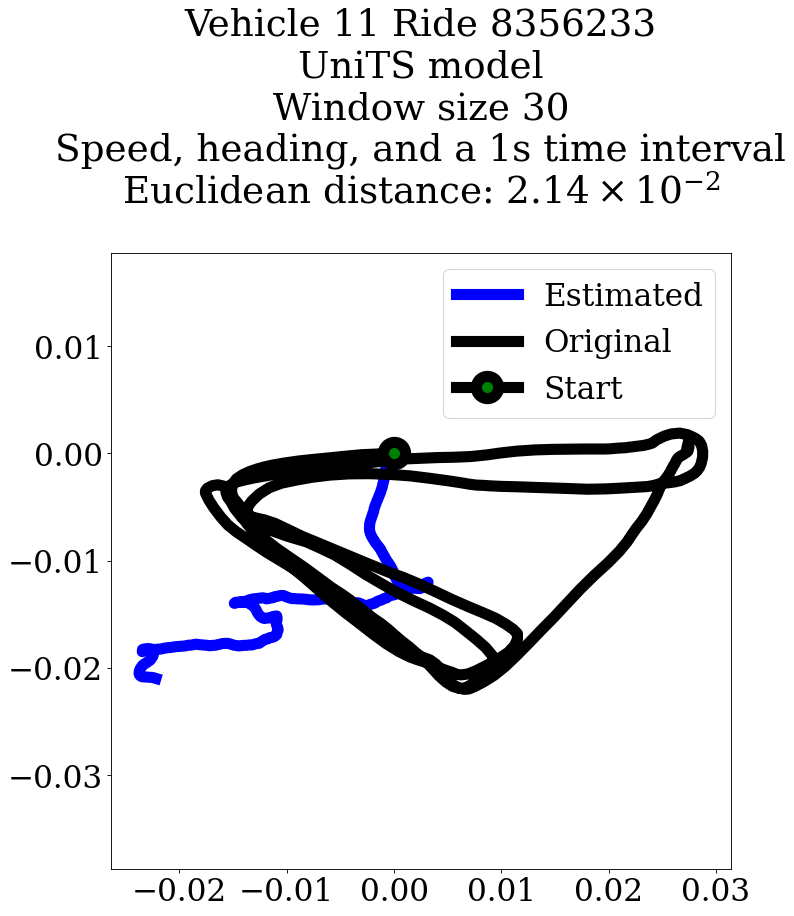 Vehicle 11 Ride 8356233
UniTS model
Window size 30
Speed, heading, and a 1s time interval
Euclidean distance: 2.14 × 10⁻²
Estimated
Original
Start
0.01
0.00
−0.01
−0.02
−0.03
−0.02 −0.01 0.00 0.01 0.02 0.03